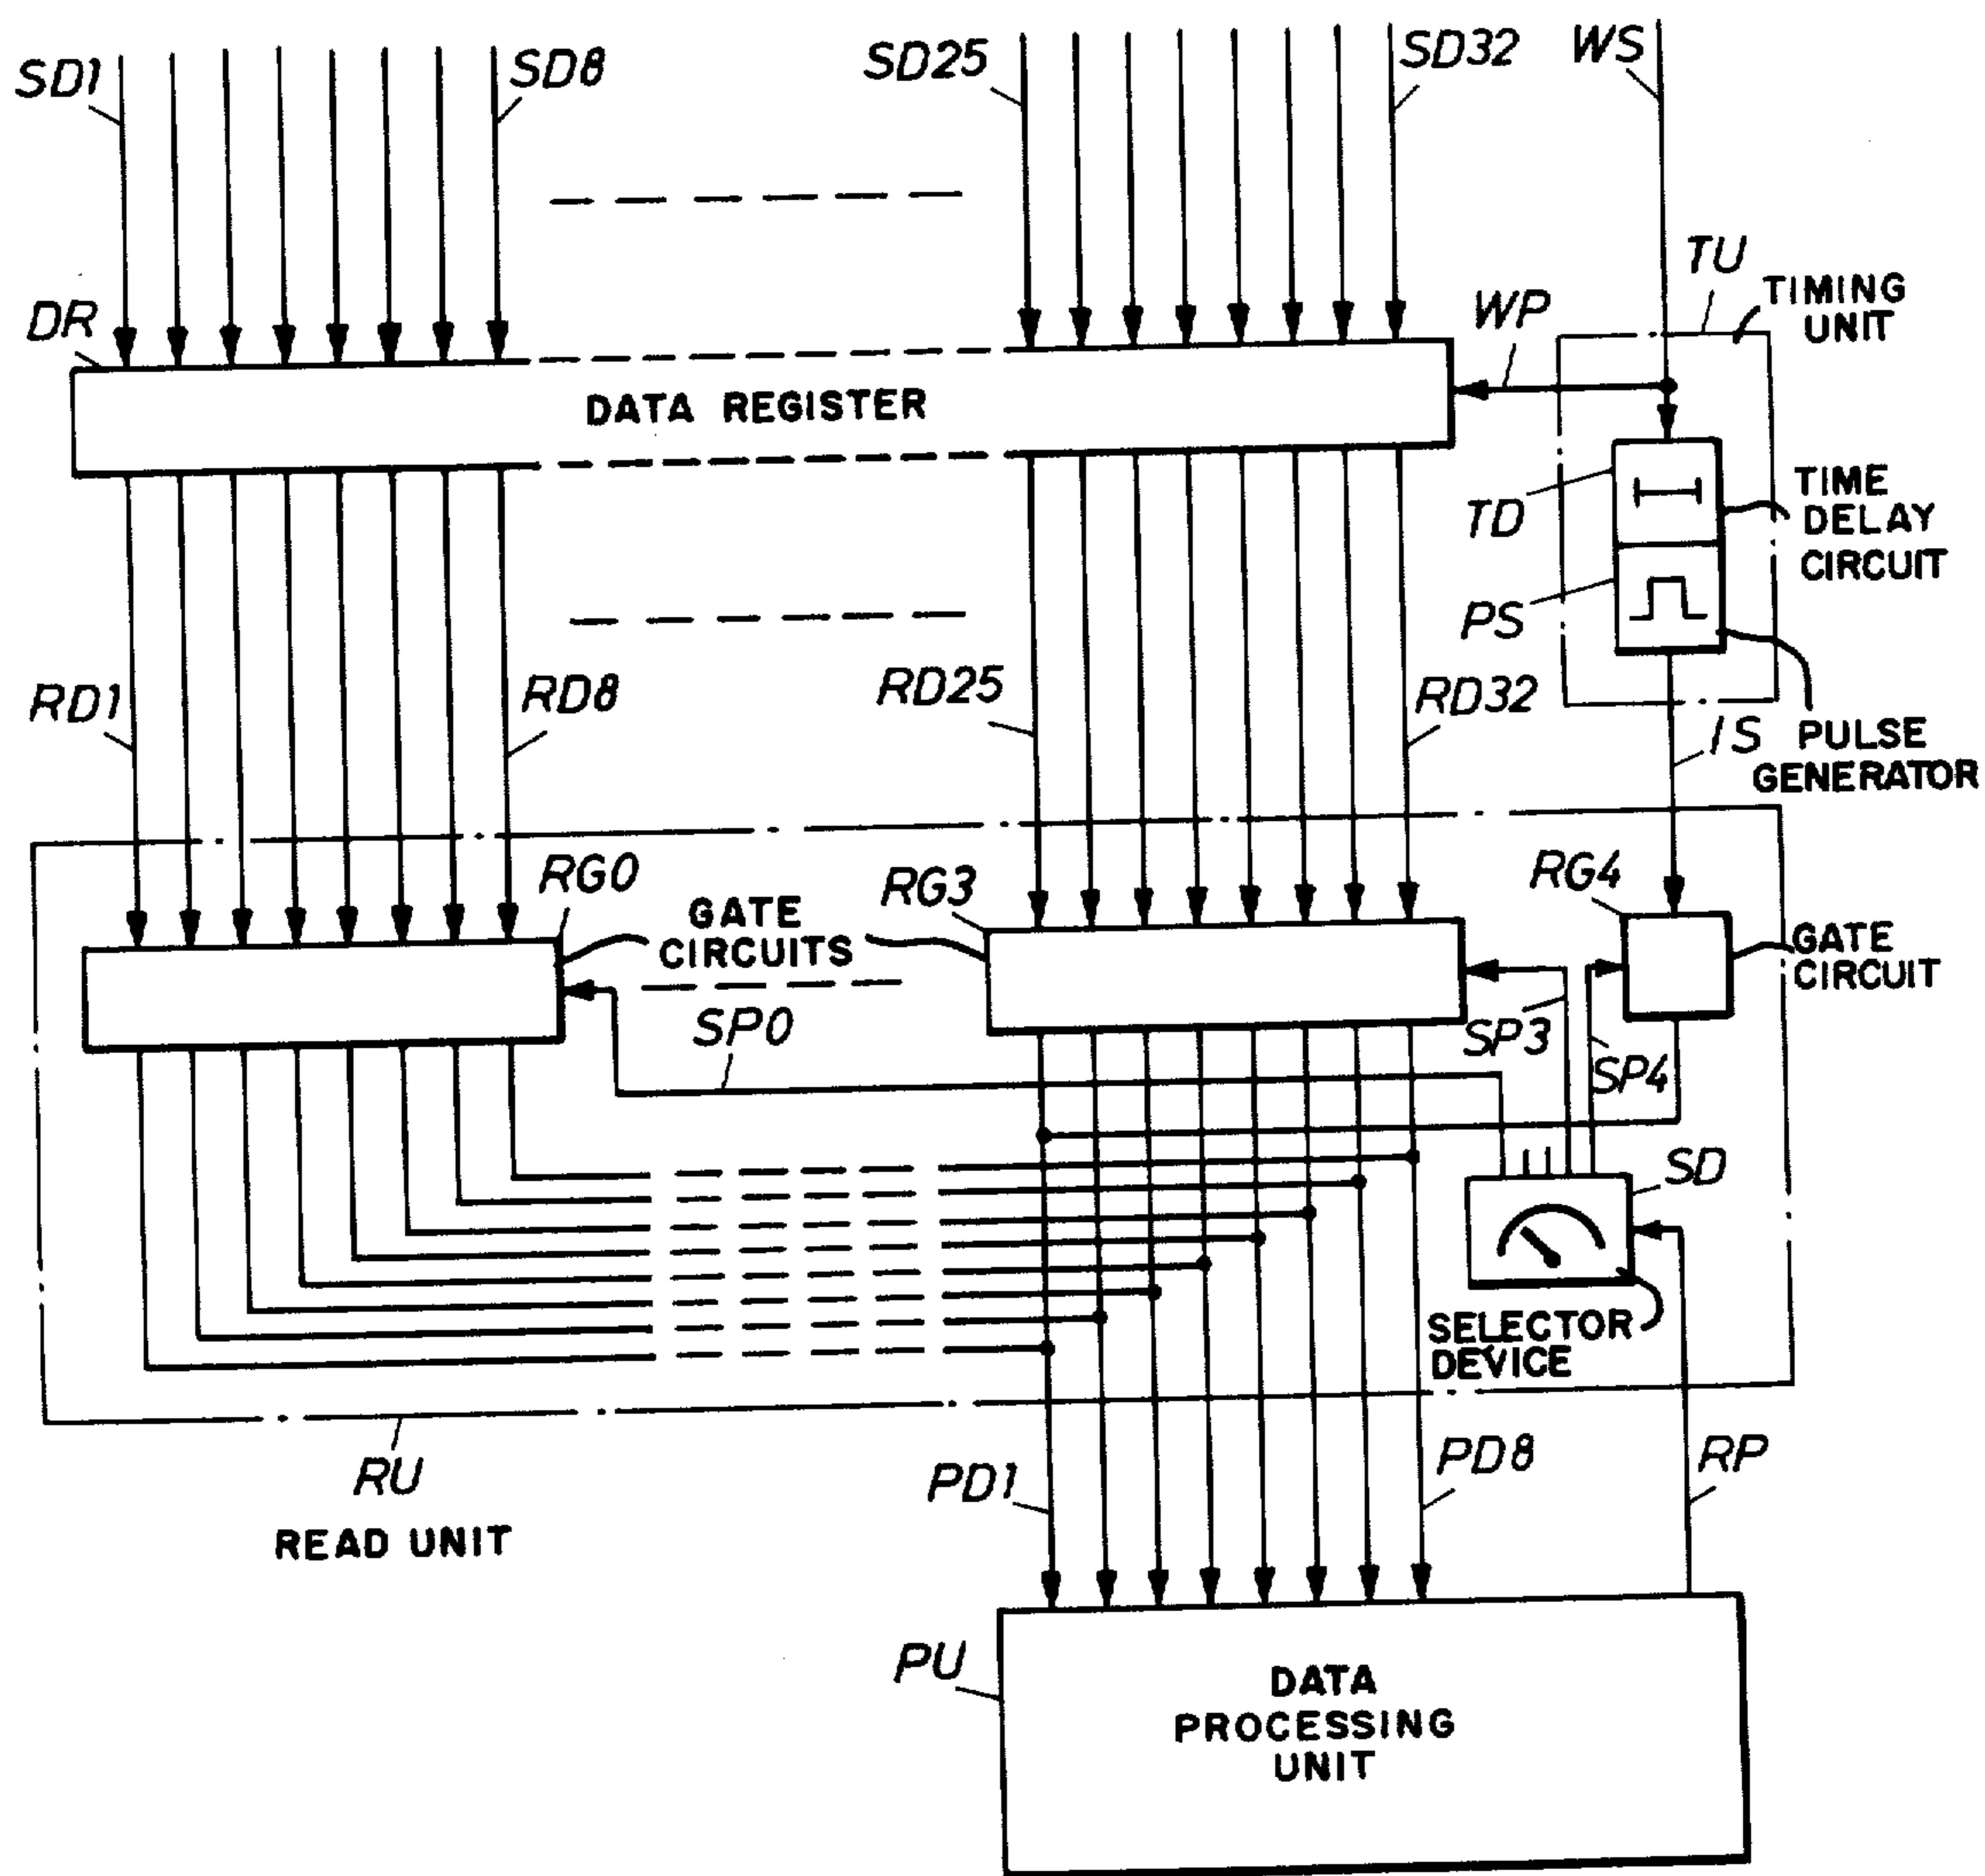 SD1
SD8
SD25
SD32
WS
TU
TIMING
UNIT
WP
DR
DATA REGISTER
TD
TIME
DELAY
CIRCUIT
PS
RD1
RD8
RD25
RD32
IS
PULSE
GENERATOR
RG0
GATE
CIRCUITS
RG3
RG4
GATE
CIRCUIT
SP0
SP3
SP4
SD
SELECTOR
DEVICE
RU
READ UNIT
PD1
PD8
RP
PU
DATA
PROCESSING
UNIT